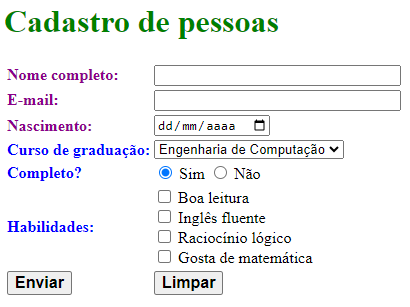 Cadastro de pessoas
Nome completo:
E-mail:
Nascimento: dd/mm/aaaa
Curso de graduação: Engenharia de Computação
Completo? Sim Não
Habilidades:
Boa leitura
Inglês fluente
Raciocínio lógico
Gosta de matemática
Enviar Limpar